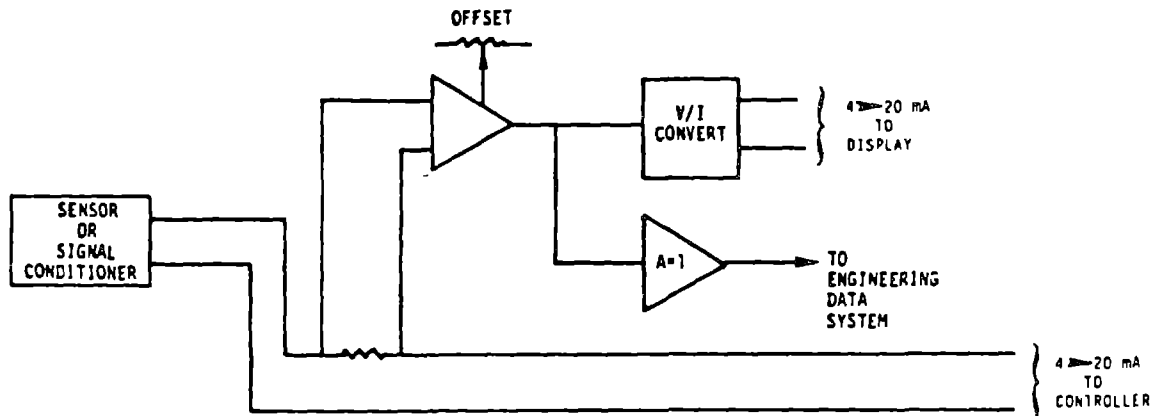 OFFSET
V/I
CONVERT
4➤20 mA
TO
DISPLAY
SENSOR
OR
SIGNAL
CONDITIONER
A=1
TO
ENGINEERING
DATA
SYSTEM
4➤20 mA
TO
CONTROLLER